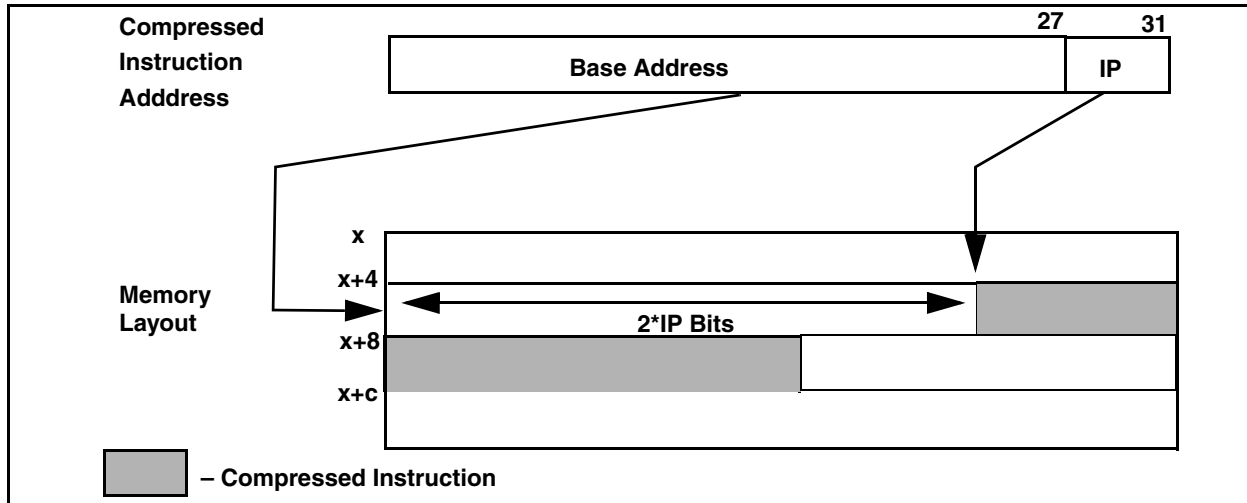 Compressed
Instruction
Adddress
27 31
Base Address IP
x
x+4
Memory
Layout
2*IP Bits
x+8
x+c
– Compressed Instruction